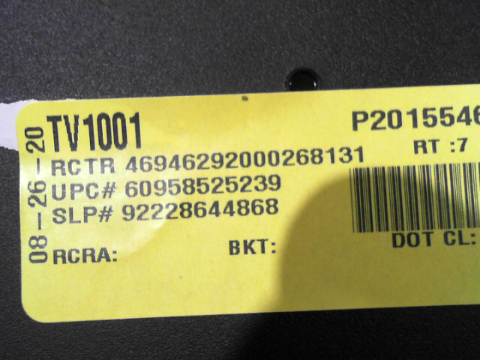 TV1001
P2015546
RCTR 46946292000268131
RT :7
UPC# 60958525239
SLP# 92228644868
DOT CL:
RCRA:
BKT:
08-26-20